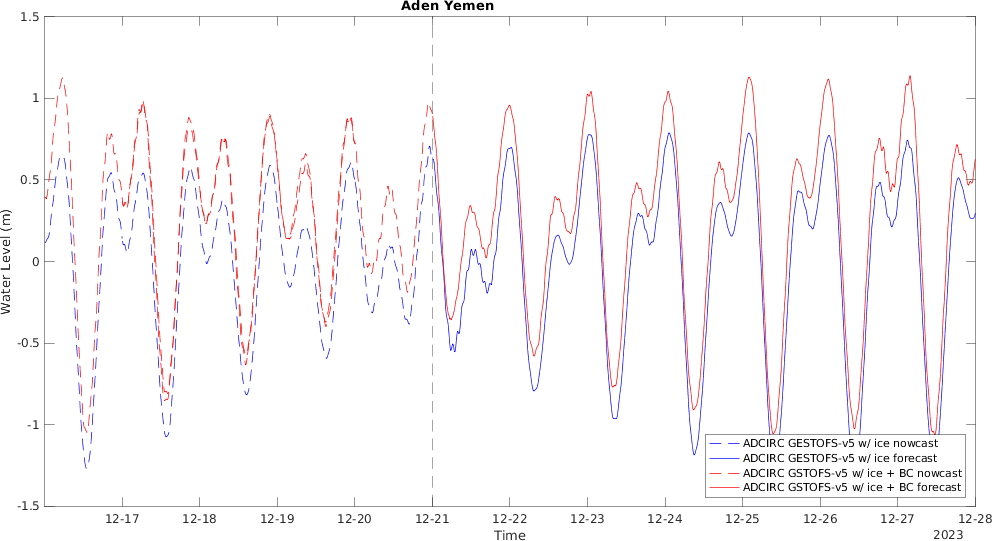 Aden Yemen
1.5
1
0.5
0
-0.5
-1
-1.5
Water Level (m)
12-17 12-18 12-19 12-20 12-21 12-22 12-23 12-24 12-25 12-26 12-27 12-28
Time
2023
ADCIRC GESTOFS-v5 w/ ice nowcast
ADCIRC GESTOFS-v5 w/ ice forecast
ADCIRC GSTOFS-v5 w/ ice + BC nowcast
ADCIRC GSTOFS-v5 w/ ice + BC forecast